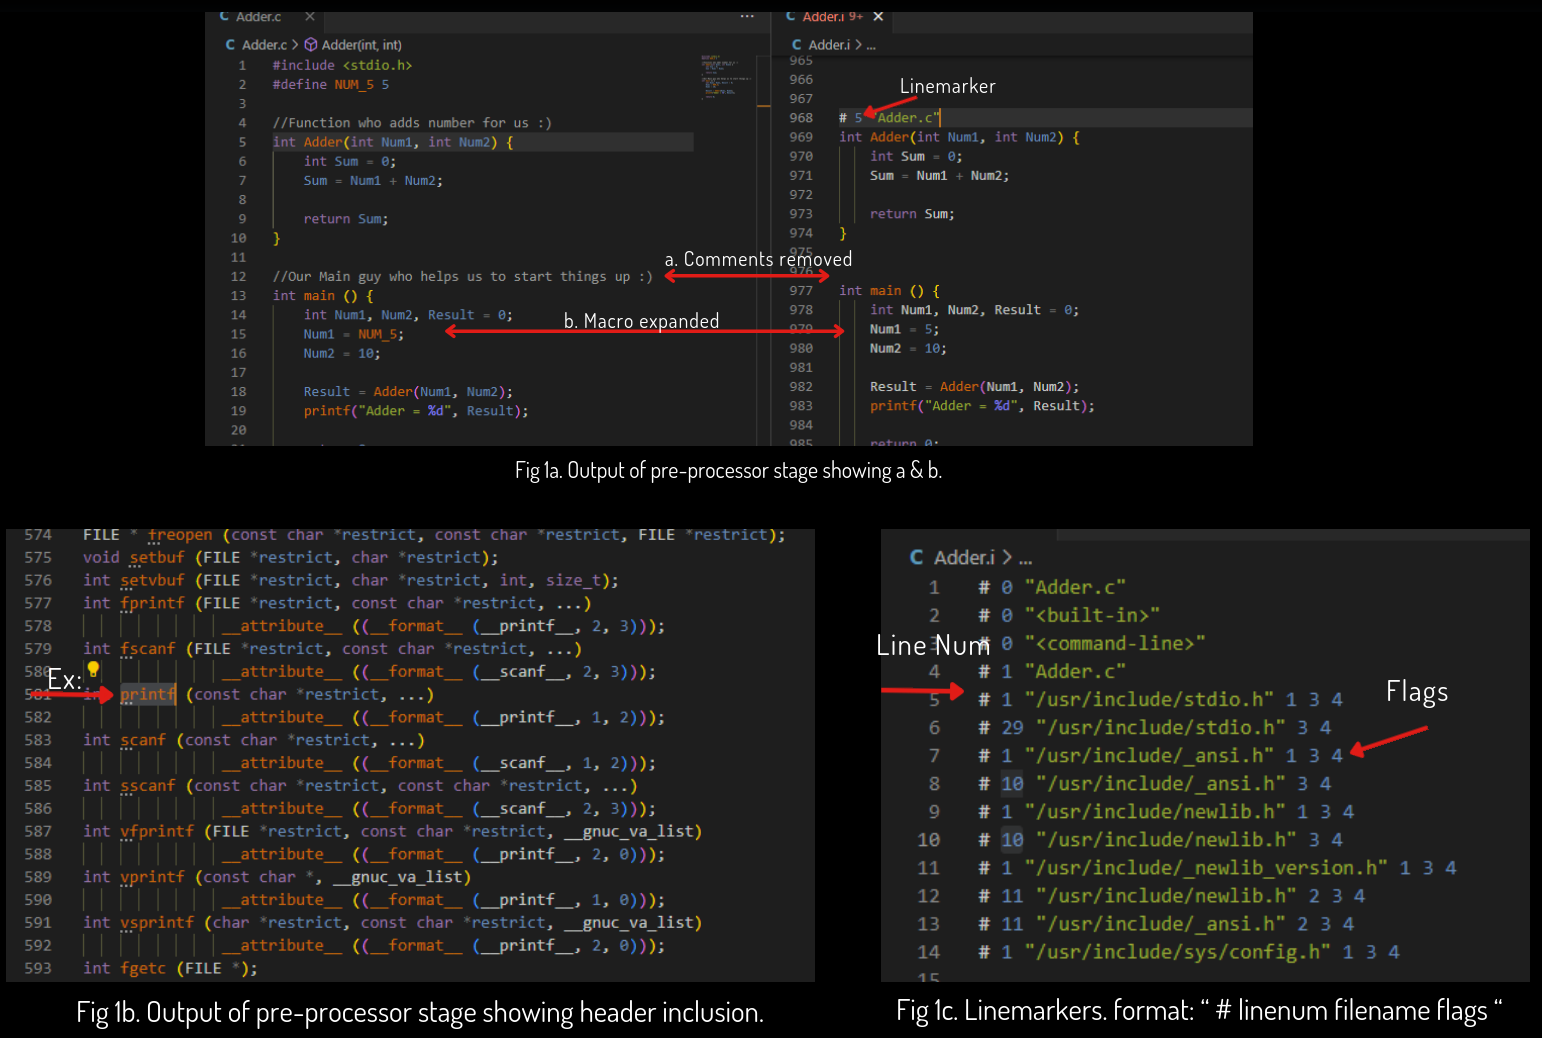 C Adder.c × ...
C Adder.c > Adder(int, int)
1 #include <stdio.h>
2 #define NUM_5 5
3
4 //Function who adds number for us :)
5 int Adder(int Num1, int Num2) {
6 int Sum = 0;
7 Sum = Num1 + Num2;
8
9 return Sum;
10 }
11
12 //Our Main guy who helps us to start things up :)
13 int main () {
14 int Num1, Num2, Result = 0;
15 Num1 = NUM_5;
16 Num2 = 10;
17
18 Result = Adder(Num1, Num2);
19 printf("Adder = %d", Result);
20
C Adder.i 9+ ×
C Adder.i > ...
965
966
967
Linemarker
968 # 5 "Adder.c"
969 int Adder(int Num1, int Num2) {
970 int Sum = 0;
971 Sum = Num1 + Num2;
972
973 return Sum;
974 }
975
a. Comments removed
976
977 int main () {
978 int Num1, Num2, Result = 0;
b. Macro expanded
979 Num1 = 5;
980 Num2 = 10;
981
982 Result = Adder(Num1, Num2);
983 printf("Adder = %d", Result);
984
985 return 0;
Fig 1a. Output of pre-processor stage showing a & b.
574 FILE * freopen (const char *restrict, const char *restrict, FILE *restrict);
575 void setbuf (FILE *restrict, char *restrict);
576 int setvbuf (FILE *restrict, char *restrict, int, size_t);
577 int fprintf (FILE *restrict, const char *restrict, ...)
578 __attribute__ ((__format__ (__printf__, 2, 3)));
579 int fscanf (FILE *restrict, const char *restrict, ...)
580 __attribute__ ((__format__ (__scanf__, 2, 3)));
Ex:
581 int printf (const char *restrict, ...)
582 __attribute__ ((__format__ (__printf__, 1, 2)));
583 int scanf (const char *restrict, ...)
584 __attribute__ ((__format__ (__scanf__, 1, 2)));
585 int sscanf (const char *restrict, const char *restrict, ...)
586 __attribute__ ((__format__ (__scanf__, 2, 3)));
587 int vfprintf (FILE *restrict, const char *restrict, __gnuc_va_list)
588 __attribute__ ((__format__ (__printf__, 2, 0)));
589 int vprintf (const char *, __gnuc_va_list)
590 __attribute__ ((__format__ (__printf__, 1, 0)));
591 int vsprintf (char *restrict, const char *restrict, __gnuc_va_list)
592 __attribute__ ((__format__ (__printf__, 2, 0)));
593 int fgetc (FILE *);
Fig 1b. Output of pre-processor stage showing header inclusion.
C Adder.i > ...
1 # 0 "Adder.c"
2 # 0 "<built-in>"
3 # 0 "<command-line>"
Line Num
4 # 1 "Adder.c"
5 # 1 "/usr/include/stdio.h" 1 3 4
Flags
6 # 29 "/usr/include/stdio.h" 3 4
7 # 1 "/usr/include/_ansi.h" 1 3 4
8 # 10 "/usr/include/_ansi.h" 3 4
9 # 1 "/usr/include/newlib.h" 1 3 4
10 # 10 "/usr/include/newlib.h" 3 4
11 # 1 "/usr/include/_newlib_version.h" 1 3 4
12 # 11 "/usr/include/newlib.h" 2 3 4
13 # 11 "/usr/include/_ansi.h" 2 3 4
14 # 1 "/usr/include/sys/config.h" 1 3 4
15
Fig 1c. Linemarkers. format: “ # linenum filename flags “